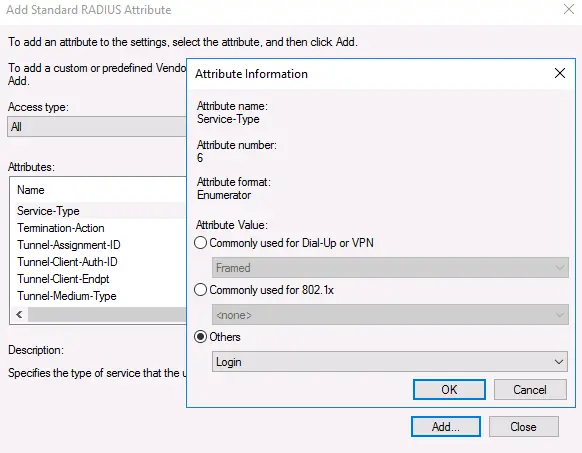 Add Standard RADIUS Attribute
To add an attribute to the settings, select the attribute, and then click Add.
To add a custom or predefined Vendo
Add.
Access type:
All
Attributes:
Name
Service-Type
Termination-Action
Tunnel-Assignment-ID
Tunnel-Client-Auth-ID
Tunnel-Client-Endpt
Tunnel-Medium-Type
Description:
Specifies the type of service that the u
Add...
Close
Attribute Information
Attribute name:
Service-Type
Attribute number:
6
Attribute format:
Enumerator
Attribute Value:
Commonly used for Dial-Up or VPN
Framed
Commonly used for 802.1x
<none>
Others
Login
OK
Cancel